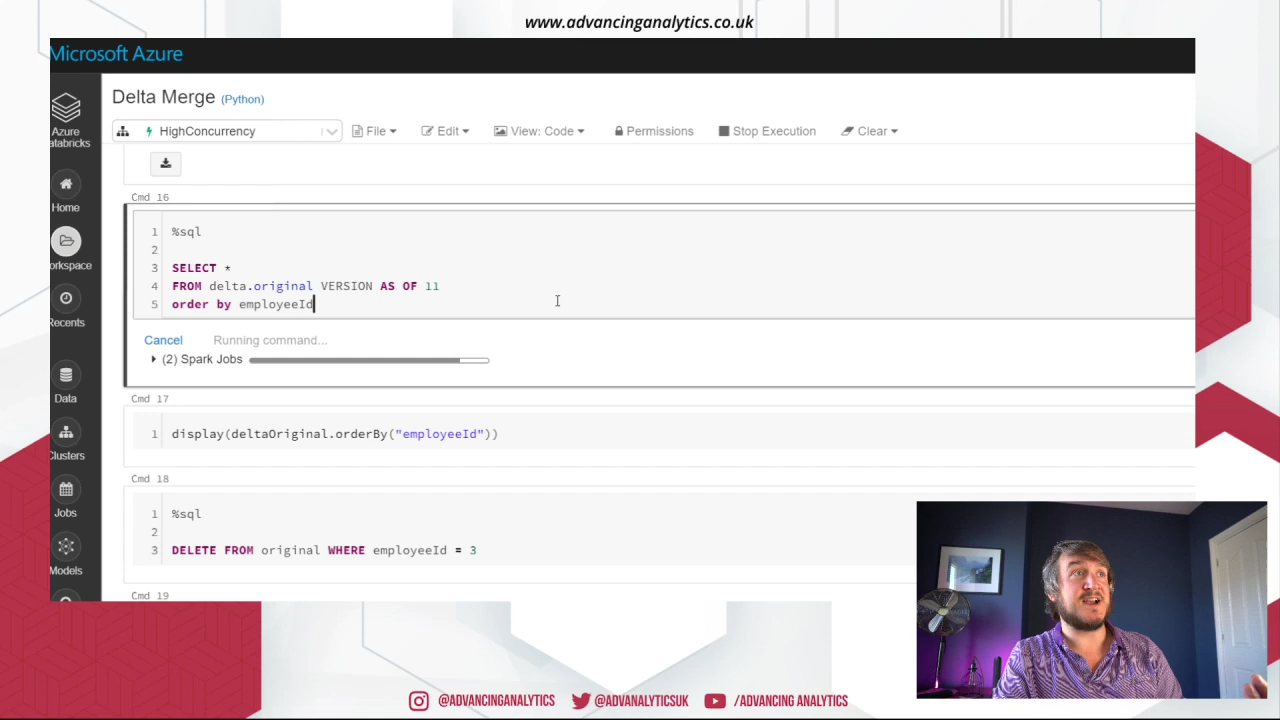 www.advancinganalytics.co.uk
Microsoft Azure
Delta Merge (Python)
HighConcurrency
File
Edit
View: Code
Permissions
Stop Execution
Clear
Azure
atabricks
Home
orkspace
Recents
Data
Clusters
Jobs
Models
Cmd 16
1 %sql
2
3 SELECT *
4 FROM delta.original VERSION AS OF 11
5 order by employeeId
Cancel Running command...
(2) Spark Jobs
Cmd 17
1 display(deltaOriginal.orderBy("employeeId"))
Cmd 18
1 %sql
2
3 DELETE FROM original WHERE employeeId = 3
Cmd 19
@ADVANCINGANALYTICS @ADVANALYTICSUK /ADVANCING ANALYTICS